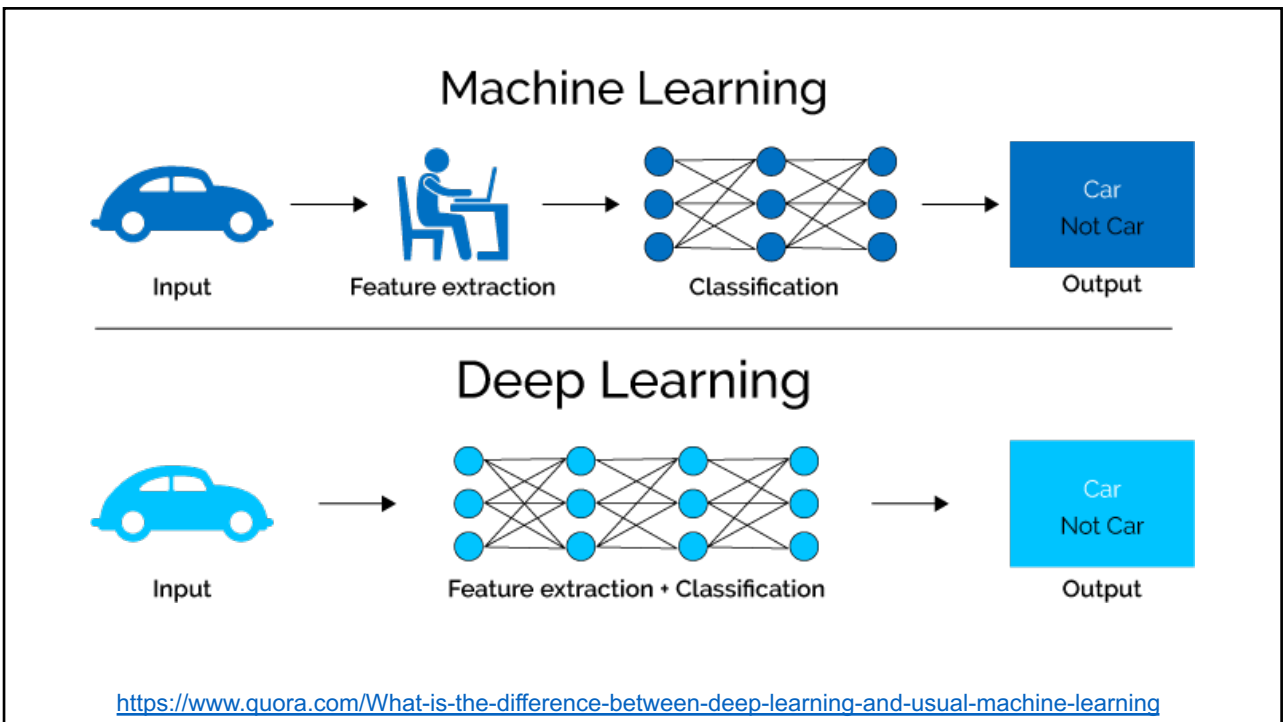 Machine Learning
Car
Not Car
Input
Feature extraction
Classification
Output
Deep Learning
Car
Not Car
Input
Feature extraction + Classification
Output
https://www.quora.com/What-is-the-difference-between-deep-learning-and-usual-machine-learning